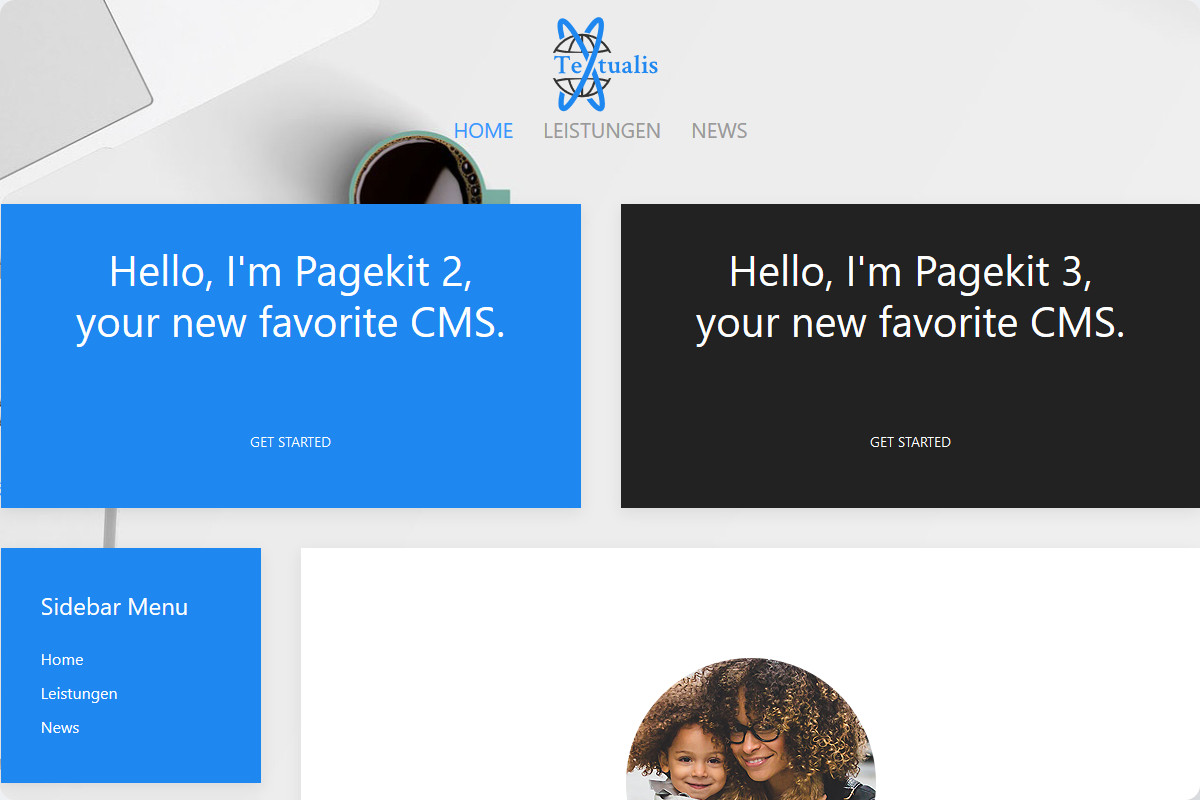 Textualis
HOME LEISTUNGEN NEWS
Hello, I'm Pagekit 2,
your new favorite CMS.
GET STARTED
Hello, I'm Pagekit 3,
your new favorite CMS.
GET STARTED
Sidebar Menu
Home
Leistungen
News